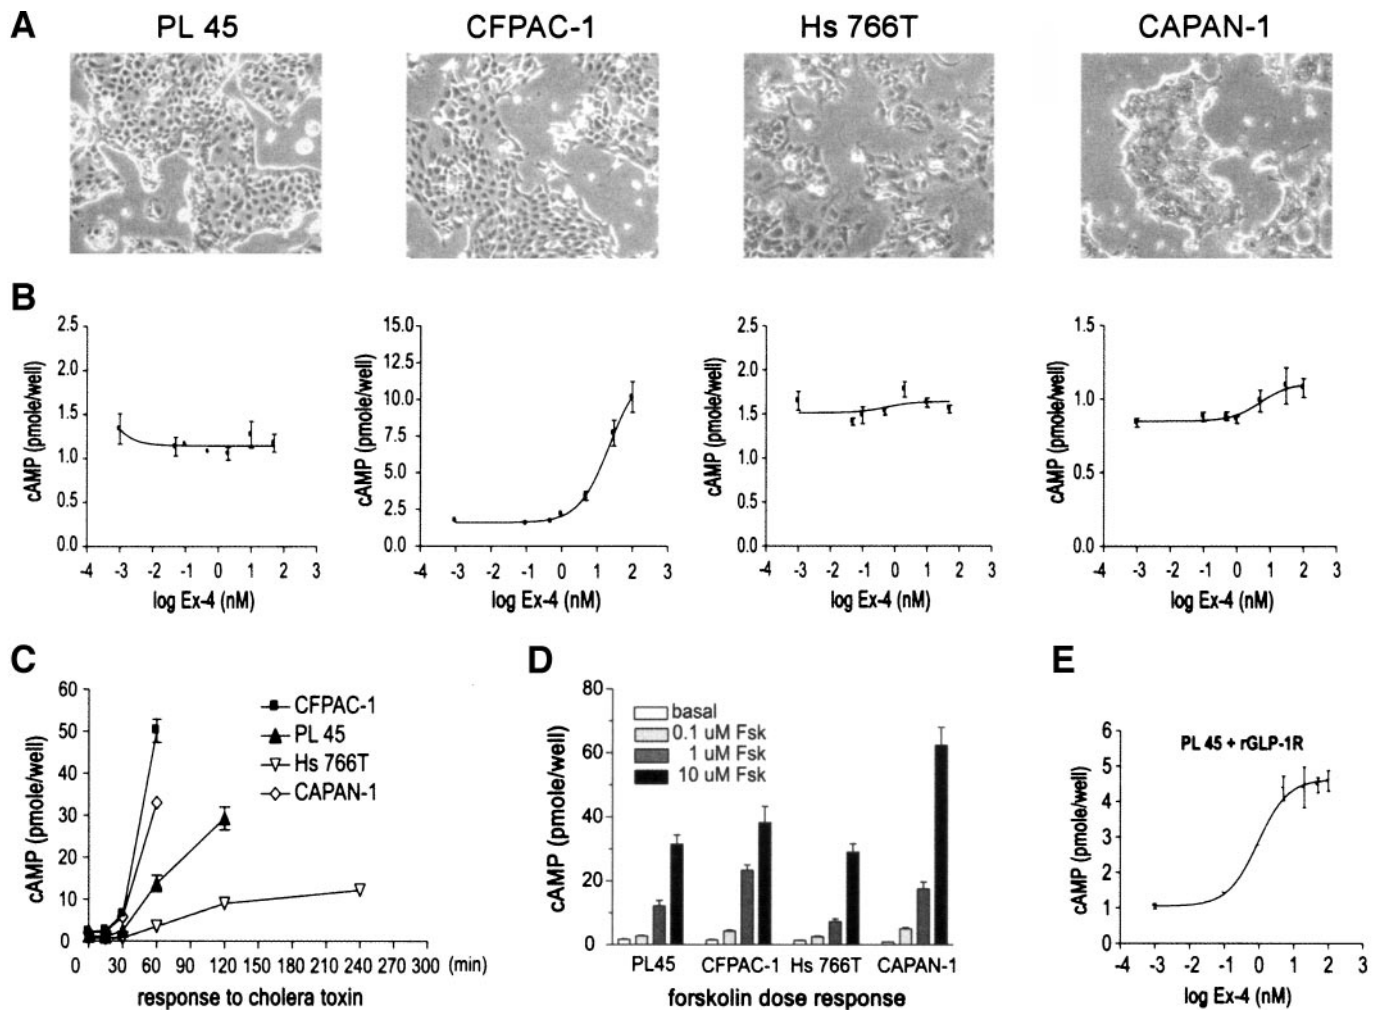 A
PL 45
CFPAC-1
Hs 766T
CAPAN-1
B
cAMP (pmole/well)
2.5
2.0
1.5
1.0
0.5
0.0
-4 -3 -2 -1 0 1 2 3
log Ex-4 (nM)
cAMP (pmole/well)
15.0
12.5
10.0
7.5
5.0
2.5
0.0
-4 -3 -2 -1 0 1 2 3
log Ex-4 (nM)
cAMP (pmole/well)
2.5
2.0
1.5
1.0
0.5
0.0
-4 -3 -2 -1 0 1 2 3
log Ex-4 (nM)
cAMP (pmole/well)
1.5
1.0
0.5
0.0
-4 -3 -2 -1 0 1 2 3
log Ex-4 (nM)
C
cAMP (pmole/well)
60
50
40
30
20
10
0
CFPAC-1
PL 45
Hs 766T
CAPAN-1
0 30 60 90 120 150 180 210 240 270 300 (min)
response to cholera toxin
D
cAMP (pmole/well)
80
60
40
20
0
basal
0.1 uM Fsk
1 uM Fsk
10 uM Fsk
PL45 CFPAC-1 Hs 766T CAPAN-1
forskolin dose response
E
PL 45 + rGLP-1R
cAMP (pmole/well)
6
5
4
3
2
1
0
-4 -3 -2 -1 0 1 2 3
log Ex-4 (nM)